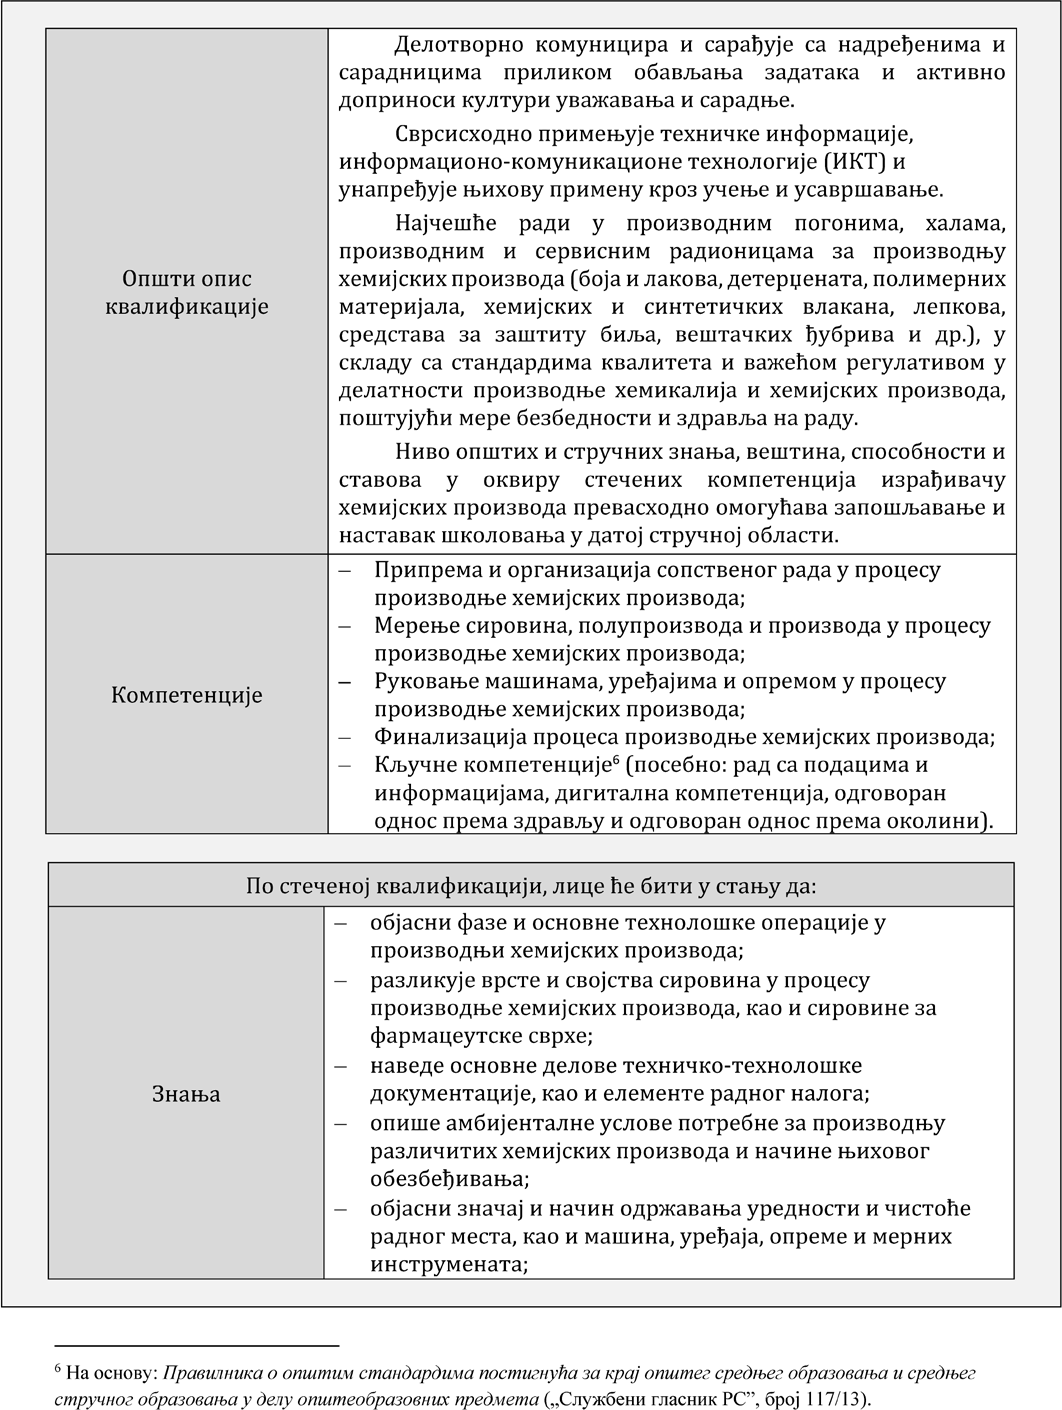 Делотворно комуницира и сарађује са надређенима и
сарадницима приликом обављања задатака и активно
доприноси култури уважавања и сарадње.
Сврсисходно примењује техничке информације,
информационо-комуникационе технологије (ИКТ) и
унапређује њихову примену кроз учење и усавршавање.
Најчешће ради у производним погонима, халама,
производним и сервисним радионицама за производњу
хемијских производа (боја и лакова, детерџената, полимерних
материјала, хемијских и синтетичких влакана, лепкова,
средстава за заштиту биља, вештачких ђубрива и др.), у
складу са стандардима квалитета и важећом регулативом у
делатности производње хемикалија и хемијских производа,
поштујући мере безбедности и здравља на раду.
Ниво општих и стручних знања, вештина, способности и
ставова у оквиру стечених компетенција израђивачу
хемијских производа превасходно омогућава запошљавање и
наставак школовања у датој стручној области.
Општи опис
квалификације
– Припрема и организација сопственог рада у процесу
производње хемијских производа;
– Мерење сировина, полупроизвода и производа у процесу
производње хемијских производа;
– Руковање машинама, уређајима и опремом у процесу
производње хемијских производа;
– Финализација процеса производње хемијских производа;
– Кључне компетенције⁶ (посебно: рад са подацима и
информацијама, дигитална компетенција, одговоран
однос према здрављу и одговоран однос према околини).
Компетенције
По стеченој квалификацији, лице ће бити у стању да:
– објасни фазе и основне технолошке операције у
производњи хемијских производа;
– разликује врсте и својства сировина у процесу
производње хемијских производа, као и сировине за
фармацеутске сврхе;
– наведе основне делове техничко-технолошке
документације, као и елементе радног налога;
– опише амбијенталне услове потребне за производњу
различитих хемијских производа и начине њиховог
обезбеђивања;
– објасни значај и начин одржавања уредности и чистоће
радног места, као и машина, уређаја, опреме и мерних
инструмената;
Знања
⁶ На основу: Правилника о општим стандардима постигнућа за крај општег средњег образовања и средњег
стручног образовања у делу општеобразовних предмета („Службени гласник РС”, број 117/13).